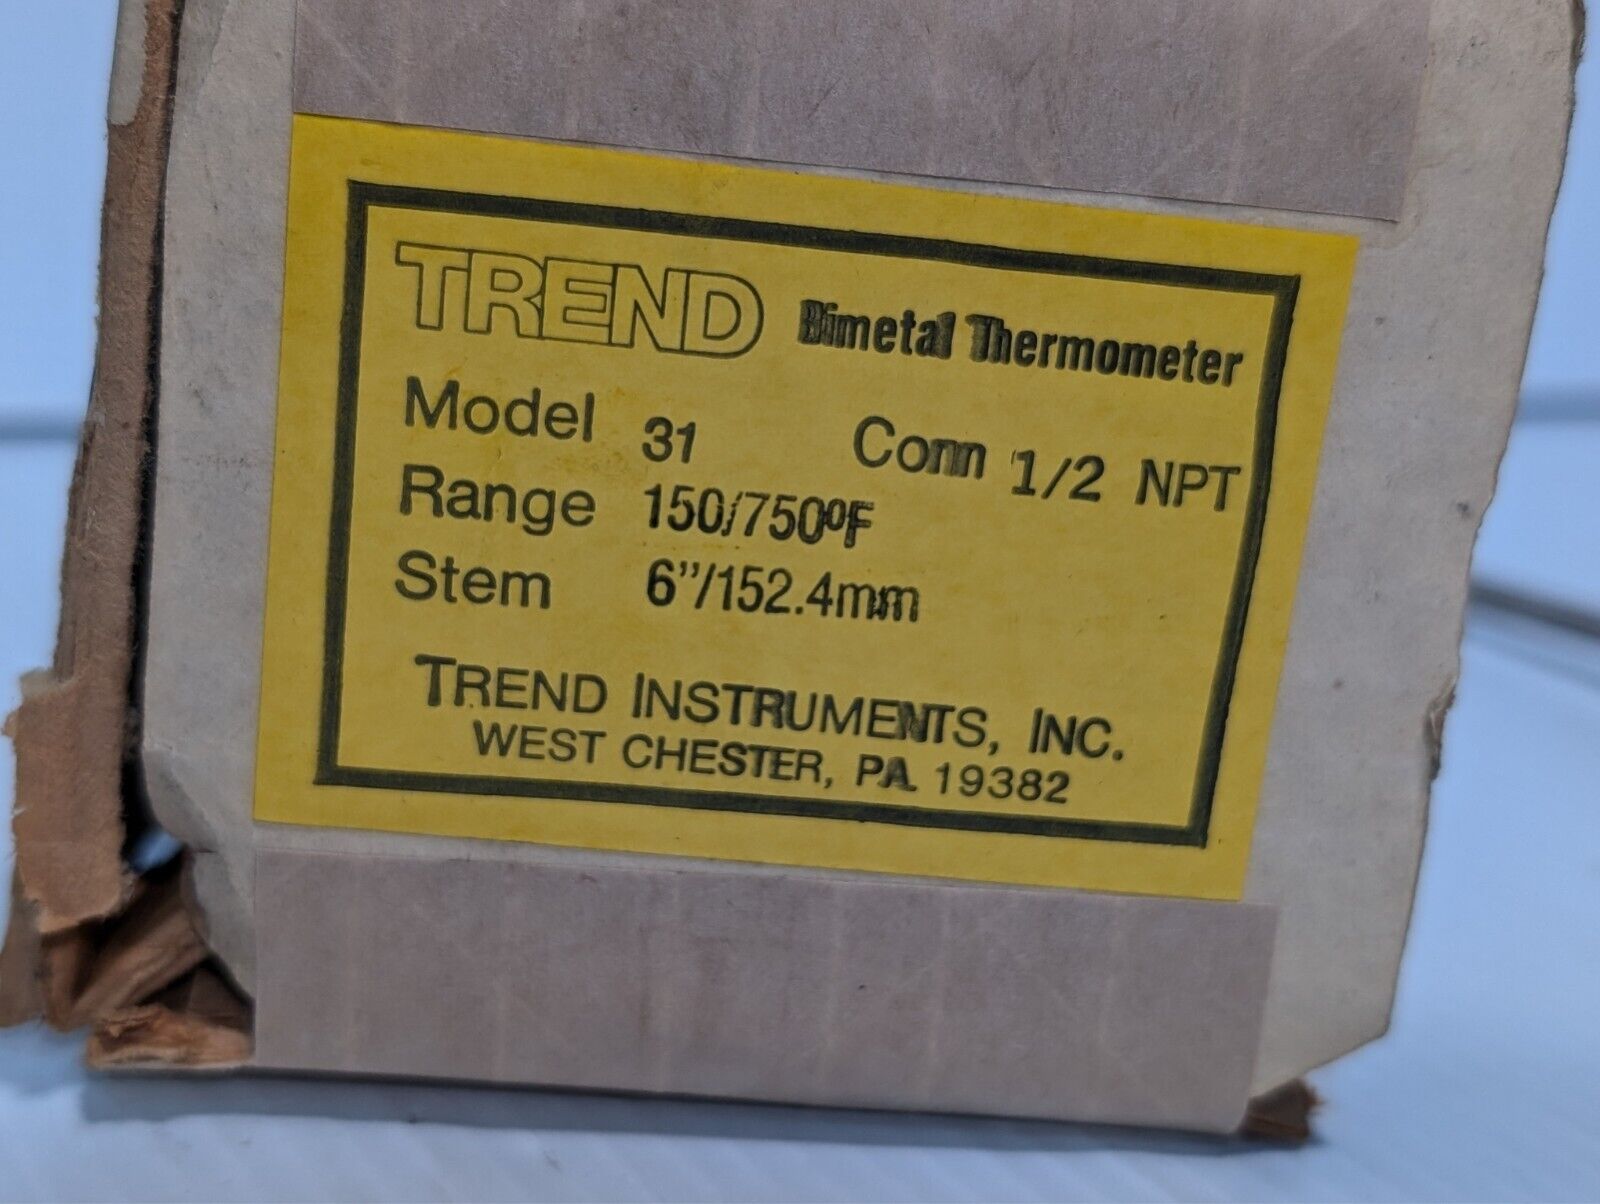 TREND Bimetal Thermometer
Model 31 Conn 1/2 NPT
Range 150/750ºF
Stem 6"/152.4mm
TREND INSTRUMENTS, INC.
WEST CHESTER, PA. 19382